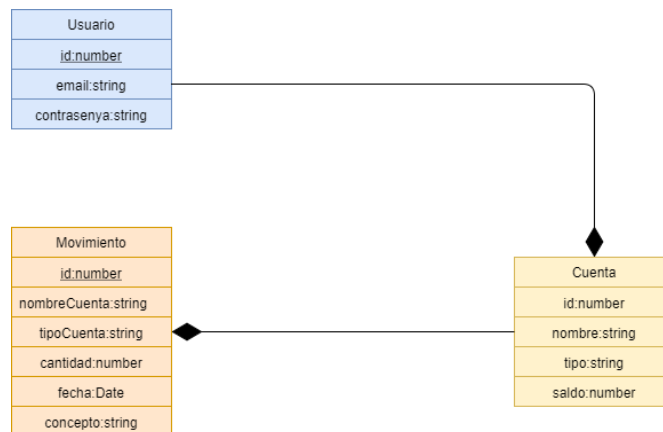 Usuario
id:number
email:string
contrasenya:string
Movimiento
id:number
nombreCuenta:string
tipoCuenta:string
cantidad:number
fecha:Date
concepto:string
Cuenta
id:number
nombre:string
tipo:string
saldo:number